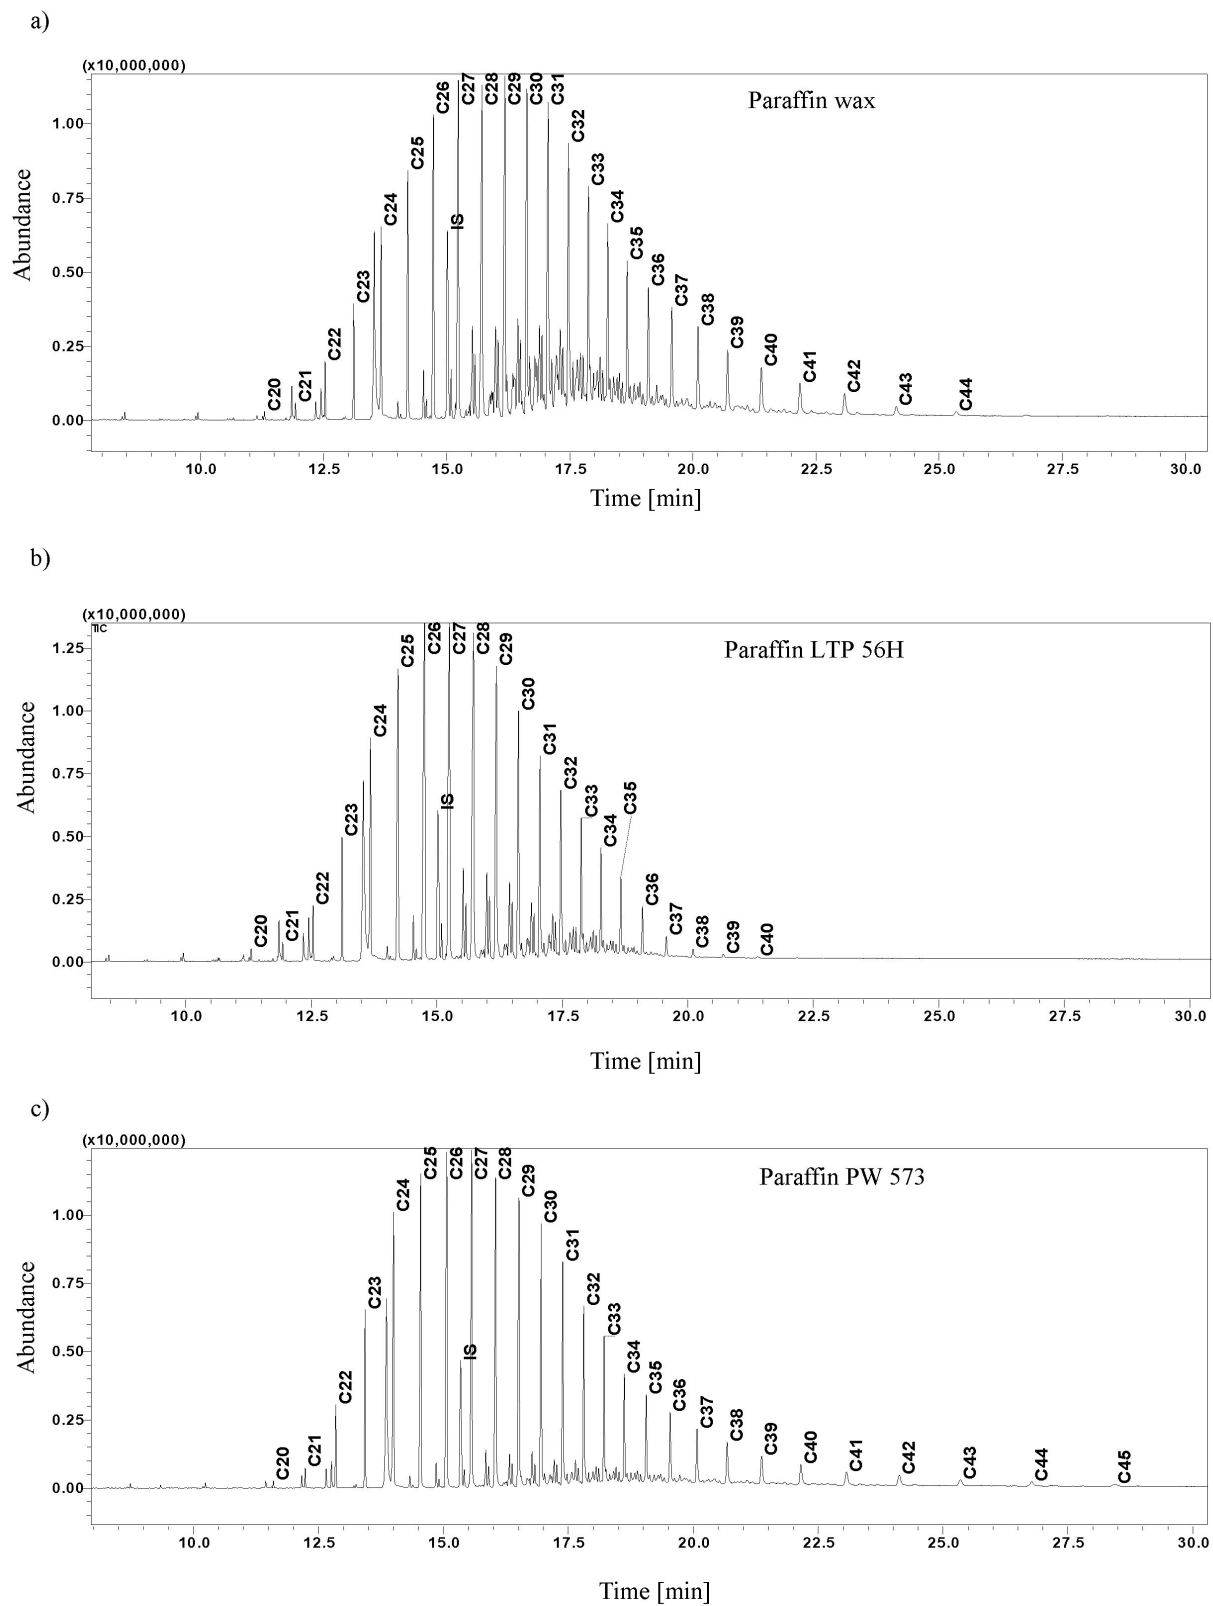 a)
(x10,000,000)
Paraffin wax
Abundance
1.00
0.75
0.50
0.25
0.00
C20
C21
C22
C23
C24
C25
C26
IS
C27
C28
C29
C30
C31
C32
C33
C34
C35
C36
C37
C38
C39
C40
C41
C42
C43
C44
10.0 12.5 15.0 17.5 20.0 22.5 25.0 27.5 30.0
Time [min]
b)
(x10,000,000)
TIC
Paraffin LTP 56H
Abundance
1.25
1.00
0.75
0.50
0.25
0.00
C20
C21
C22
C23
C24
C25
C26
IS
C27
C28
C29
C30
C31
C32
C33
C34
C35
C36
C37
C38
C39
C40
10.0 12.5 15.0 17.5 20.0 22.5 25.0 27.5 30.0
Time [min]
c)
(x10,000,000)
Paraffin PW 573
Abundance
1.00
0.75
0.50
0.25
0.00
C20
C21
C22
C23
C24
C25
C26
IS
C27
C28
C29
C30
C31
C32
C33
C34
C35
C36
C37
C38
C39
C40
C41
C42
C43
C44
C45
10.0 12.5 15.0 17.5 20.0 22.5 25.0 27.5 30.0
Time [min]